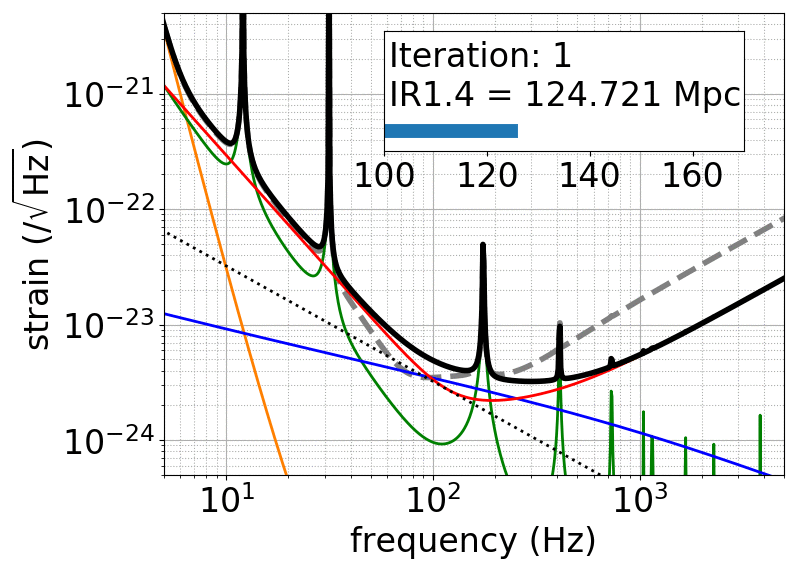 Iteration: 1
IR1.4 = 124.721 Mpc
100 120 140 160
10⁻²¹
10⁻²²
10⁻²³
10⁻²⁴
strain (/√Hz)
10¹ 10² 10³
frequency (Hz)